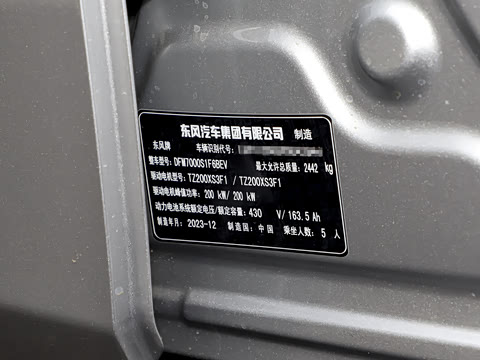 东风汽车集团有限公司 制造
东风牌 车辆识别代号:
整车型号: DFM7000S1F6BEV 最大允许总质量: 2442 kg
驱动电机型号: TZ200XS3F1 / TZ200XS3F1
驱动电机峰值功率: 200 kW/ 200 kW
动力电池系统额定电压/额定容量: 430 V/ 163.5 Ah
制造年月: 2023-12 制造国: 中国 乘坐人数: 5 人